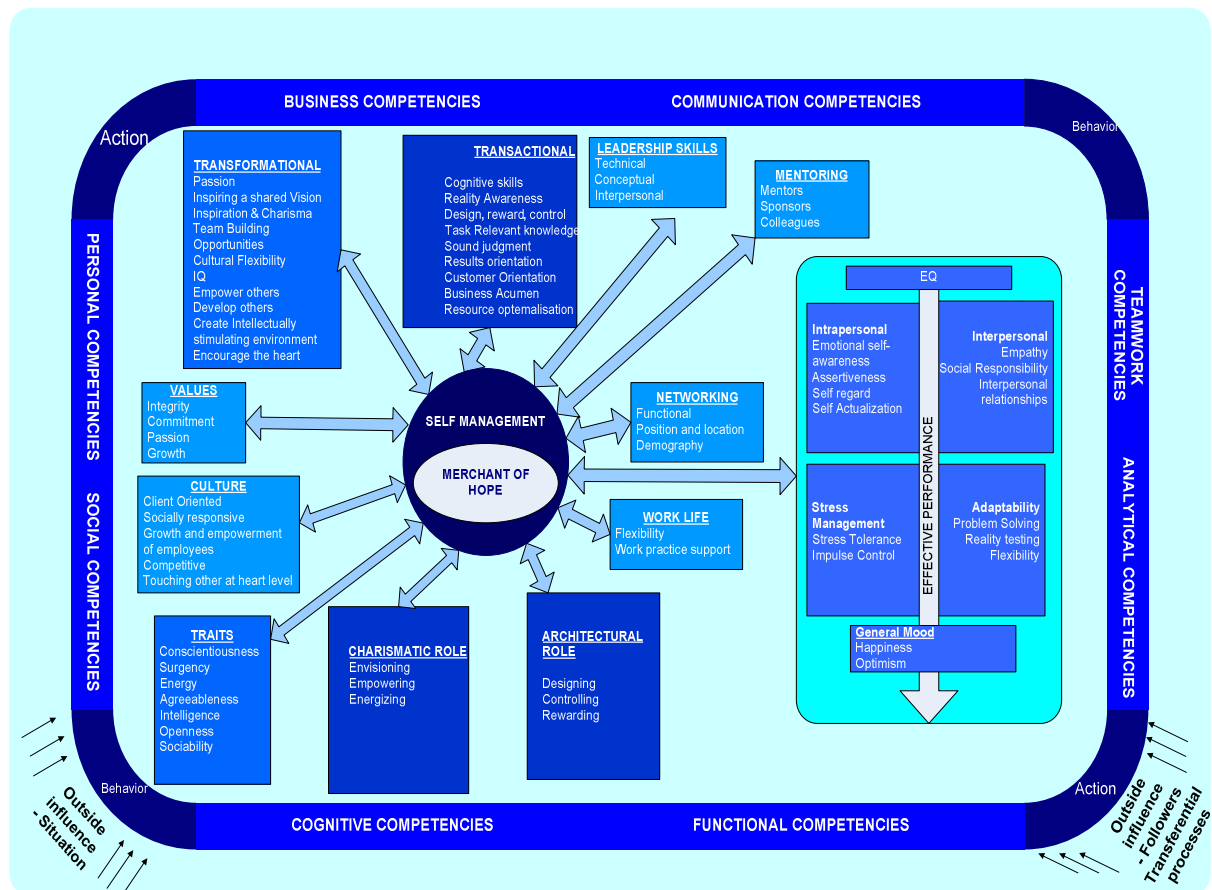 BUSINESS COMPETENCIES
COMMUNICATION COMPETENCIES
Action
Behavior
PERSONAL COMPETENCIES
SOCIAL COMPETENCIES
TEAMWORK
COMPETENCIES
ANALYTICAL COMPETENCIES
TRANSFORMATIONAL
Passion
Inspiring a shared Vision
Inspiration & Charisma
Team Building
Opportunities
Cultural Flexibility
IQ
Empower others
Develop others
Create Intellectually
stimulating environment
Encourage the heart
TRANSACTIONAL
Cognitive skills
Reality Awareness
Design, reward, control
Task Relevant knowledge
Sound judgment
Results orientation
Customer Orientation
Business Acumen
Resource optemalisation
LEADERSHIP SKILLS
Technical
Conceptual
Interpersonal
MENTORING
Mentors
Sponsors
Colleagues
VALUES
Integrity
Commitment
Passion
Growth
SELF MANAGEMENT
MERCHANT OF
HOPE
NETWORKING
Functional
Position and location
Demography
CULTURE
Client Oriented
Socially responsive
Growth and empowerment
of employees
Competitive
Touching other at heart level
WORK LIFE
Flexibility
Work practice support
TRAITS
Conscientiousness
Surgency
Energy
Agreeableness
Intelligence
Openness
Sociability
CHARISMATIC ROLE
Envisioning
Empowering
Energizing
ARCHITECTURAL
ROLE
Designing
Controlling
Rewarding
EQ
Intrapersonal
Emotional self-
awareness
Assertiveness
Self regard
Self Actualization
Interpersonal
Empathy
Social Responsibility
Interpersonal
relationships
EFFECTIVE PERFORMANCE
Stress
Management
Stress Tolerance
Impulse Control
Adaptability
Problem Solving
Reality testing
Flexibility
General Mood
Happiness
Optimism
Behavior
Action
COGNITIVE COMPETENCIES
FUNCTIONAL COMPETENCIES
Outside
influence
- Situation
Outside
influence
- Followers
Transferential
processes